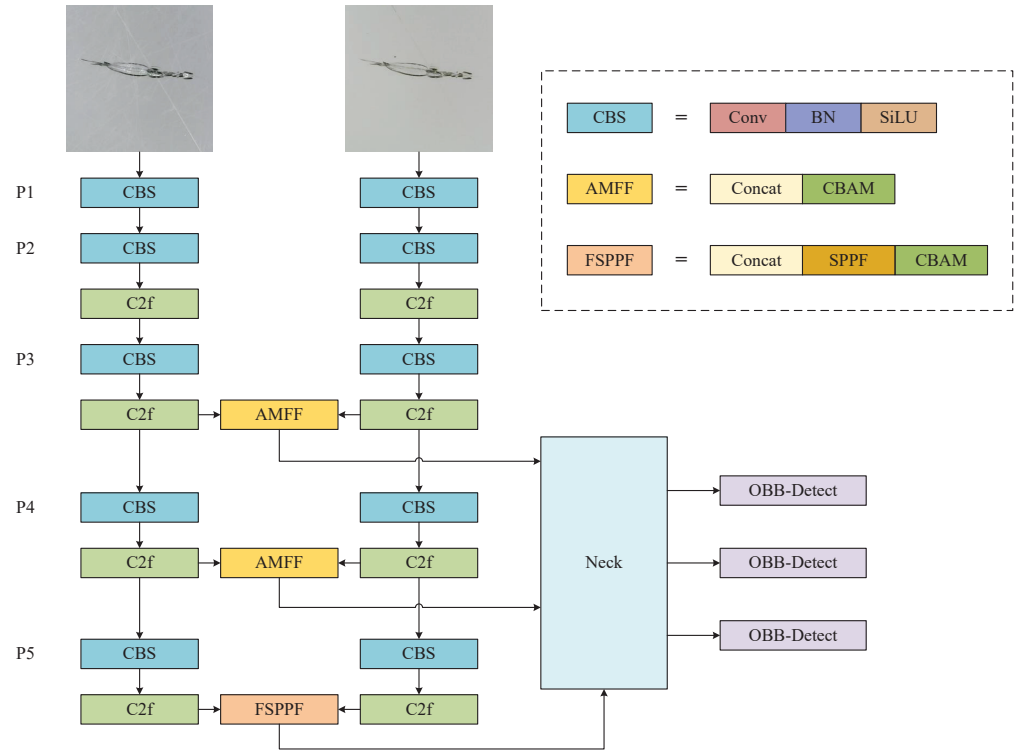 CBS = Conv BN SiLU
AMFF = Concat CBAM
FSPPF = Concat SPPF CBAM
P1 CBS CBS
P2 CBS CBS
C2f C2f
P3 CBS CBS
C2f AMFF C2f
P4 CBS CBS
C2f AMFF C2f
P5 CBS CBS
C2f FSPPF C2f
Neck
OBB-Detect
OBB-Detect
OBB-Detect